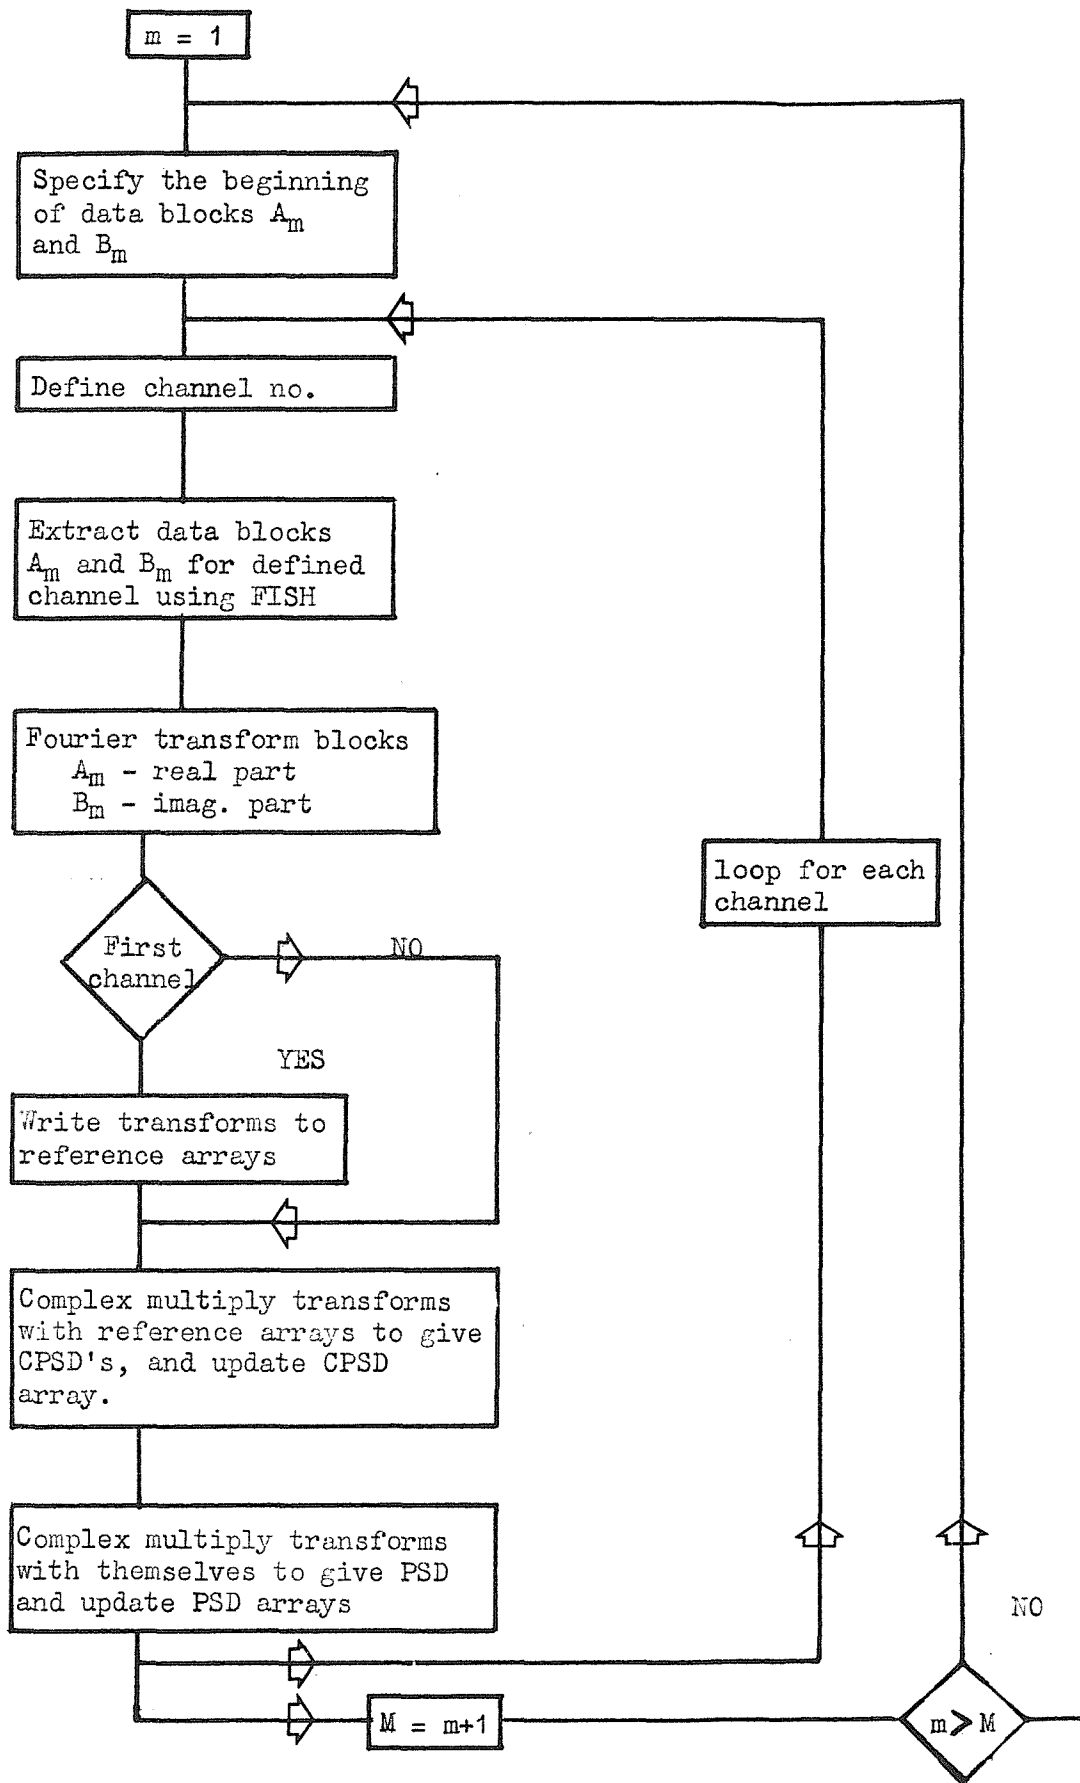 m = 1
Specify the beginning
of data blocks Am
and Bm
Define channel no.
Extract data blocks
Am and Bm for defined
channel using FISH
Fourier transform blocks
Am - real part
Bm - imag. part
loop for each
channel
First
channel
NO
YES
Write transforms to
reference arrays
Complex multiply transforms
with reference arrays to give
CPSD's, and update CPSD
array.
Complex multiply transforms
with themselves to give PSD
and update PSD arrays
NO
M = m+1
m > M